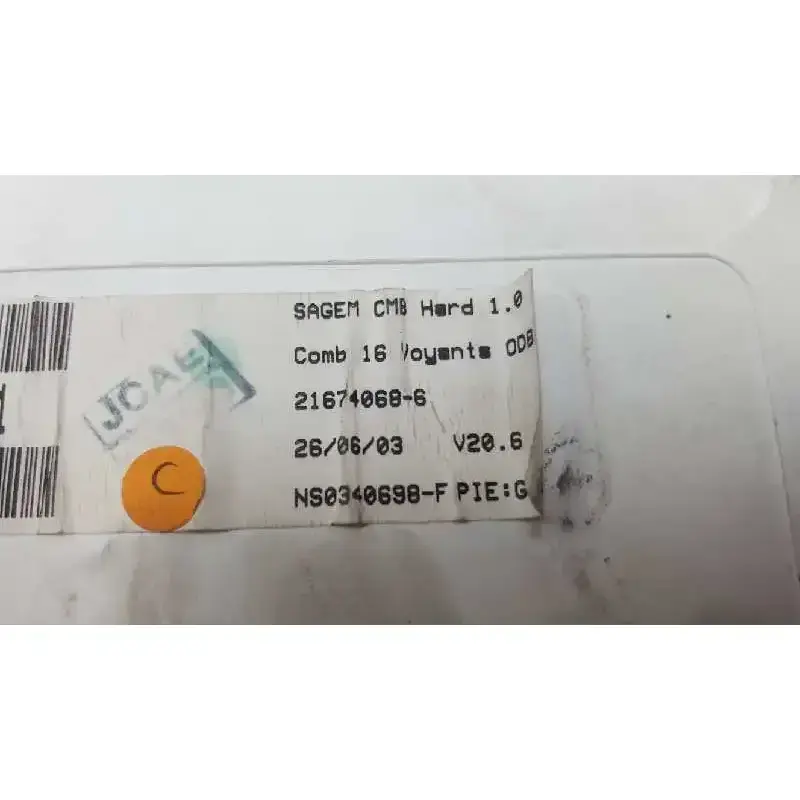 SAGEM CMB Hard 1.0
Comb 16 Voyants ODB
21674068-6
26/06/03 V20.6
NS0340698-F PIE:G
JCAE
C